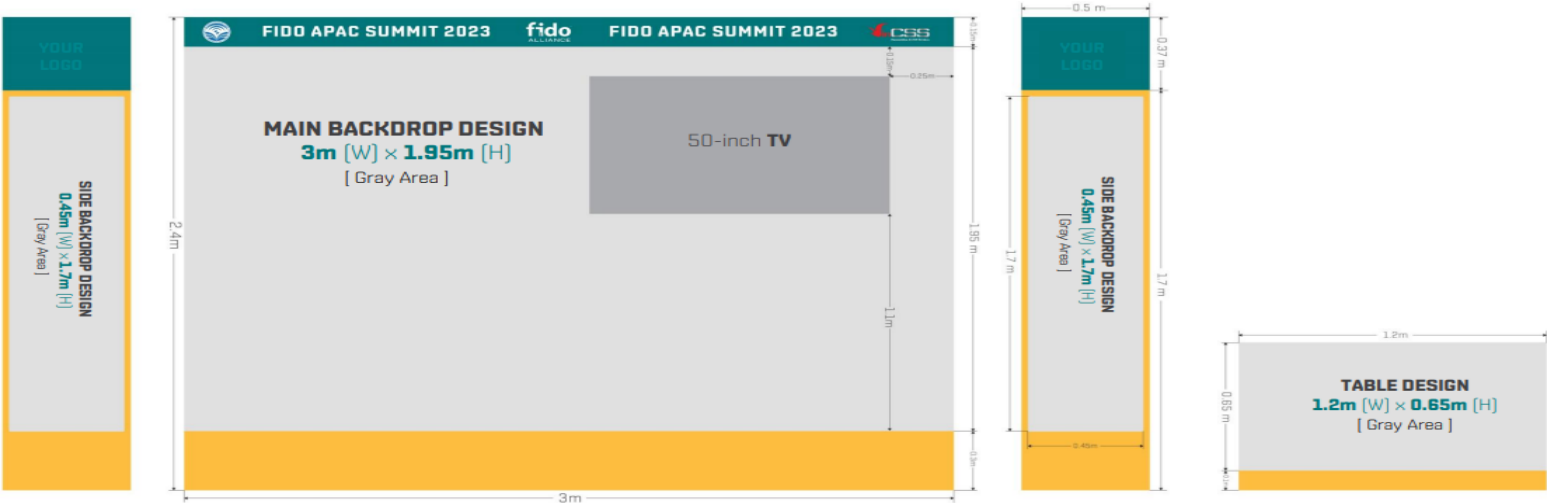 YOUR
LOGO
SIDE BACKDROP DESIGN
0.45m (W) × 1.7m (H)
[ Gray Area ]
FIDO APAC SUMMIT 2023
fido
ALLIANCE
FIDO APAC SUMMIT 2023
CSS
MAIN BACKDROP DESIGN
3m (W) × 1.95m (H)
[ Gray Area ]
50-inch TV
0.15m
0.15m
0.25m
2.4m
1.95 m
1.1m
0.3m
3m
0.5 m
YOUR
LOGO
0.37 m
SIDE BACKDROP DESIGN
0.45m (W) × 1.7m (H)
[ Gray Area ]
1.7 m
1.7 m
0.45m
1.2m
TABLE DESIGN
1.2m (W) × 0.65m (H)
[ Gray Area ]
0.65 m